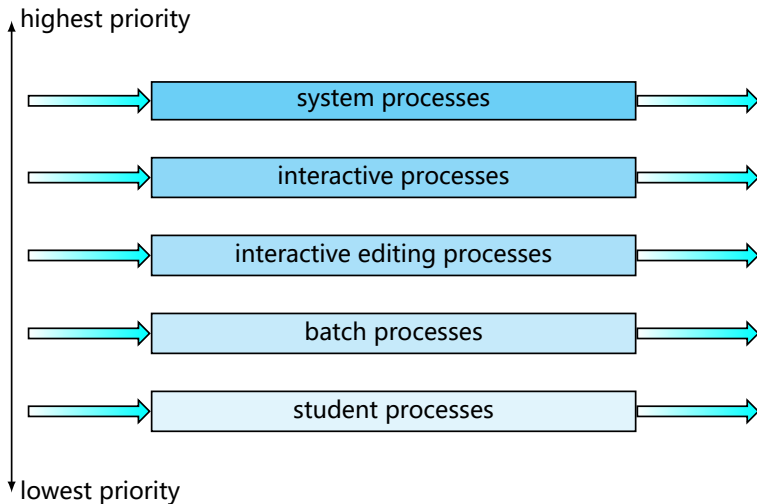 highest priority
system processes
interactive processes
interactive editing processes
batch processes
student processes
lowest priority